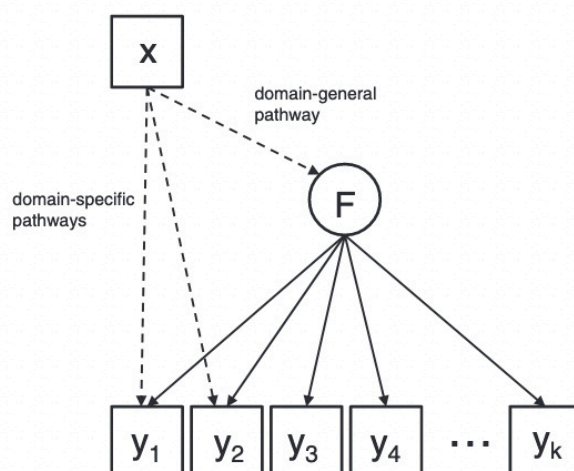 x
domain-general
pathway
domain-specific
pathways
F
y₁ y₂ y₃ y₄ ... yₖ